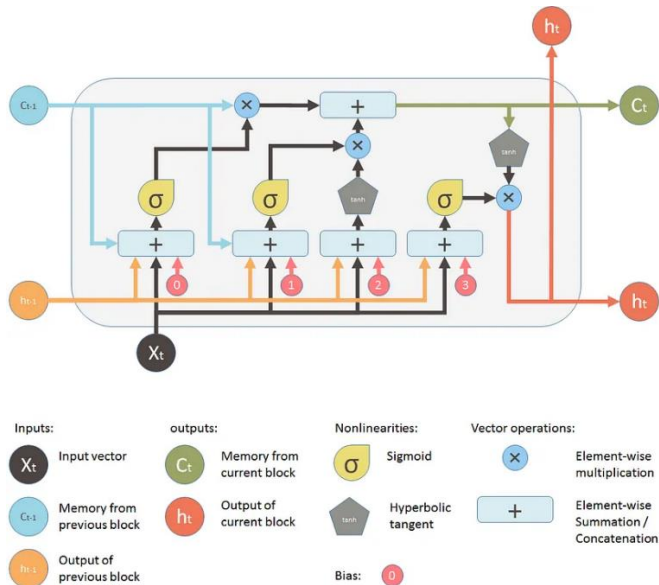 hₜ
Cₜ₋₁
×
+
Cₜ
×
tanh
σ
σ
tanh
σ
×
+
+
+
+
hₜ₋₁
0
1
2
3
hₜ
Xₜ
Inputs:
outputs:
Nonlinearities:
Vector operations:
Xₜ
Input vector
Cₜ
Memory from
current block
σ
Sigmoid
×
Element-wise
multiplication
Cₜ₋₁
Memory from
previous block
hₜ
Output of
current block
tanh
Hyperbolic
tangent
+
Element-wise
Summation /
Concatenation
hₜ₋₁
Output of
previous block
Bias:
0